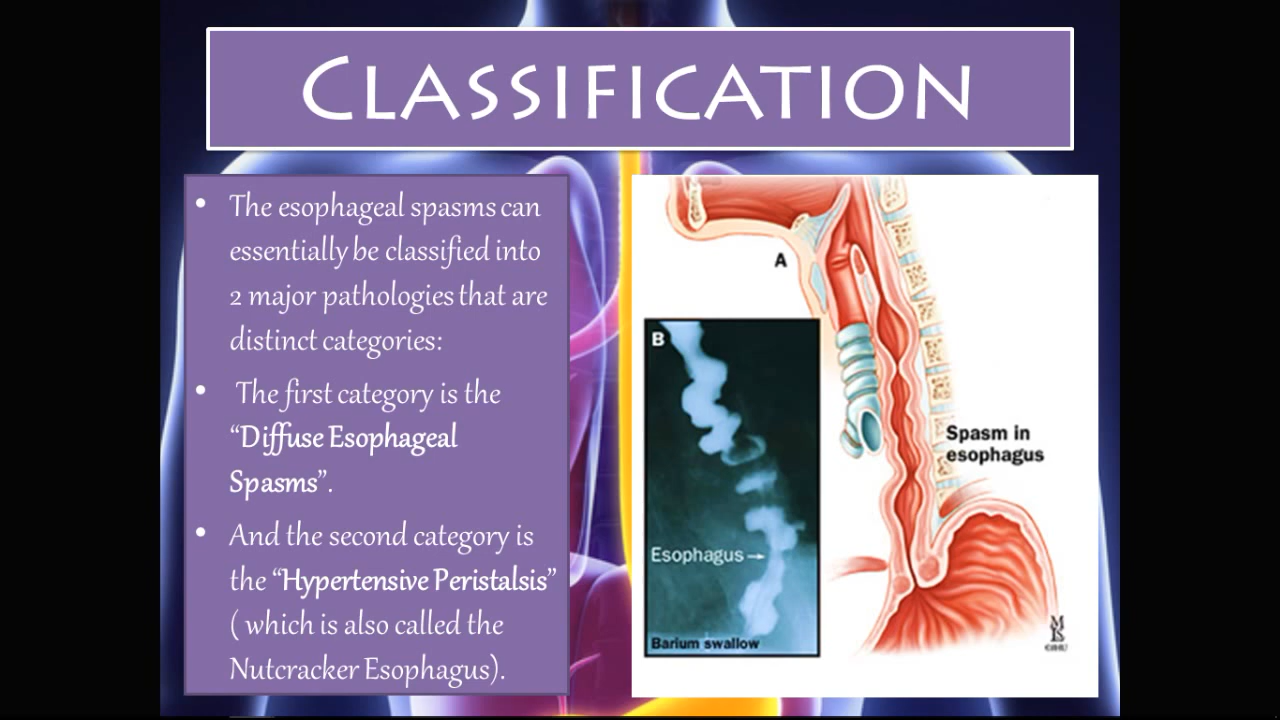 CLASSIFICATION
• The esophageal spasms can
essentially be classified into
2 major pathologies that are
distinct categories:
• The first category is the
“Diffuse Esophageal
Spasms”.
• And the second category is
the “Hypertensive Peristalsis”
( which is also called the
Nutcracker Esophagus).
A
B
Spasm in
esophagus
Esophagus
Barium swallow